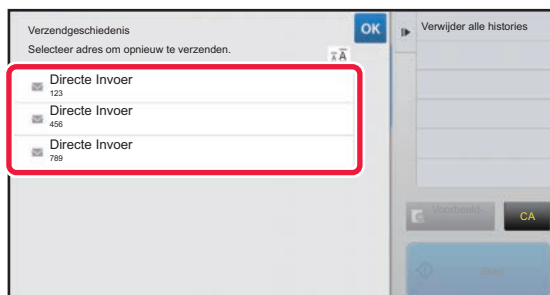 Verzendgeschiedenis
OK
Verwijder alle histories
Selecteer adres om opnieuw te verzenden.
AA
Directe Invoer
123
Directe Invoer
456
Directe Invoer
789
CA